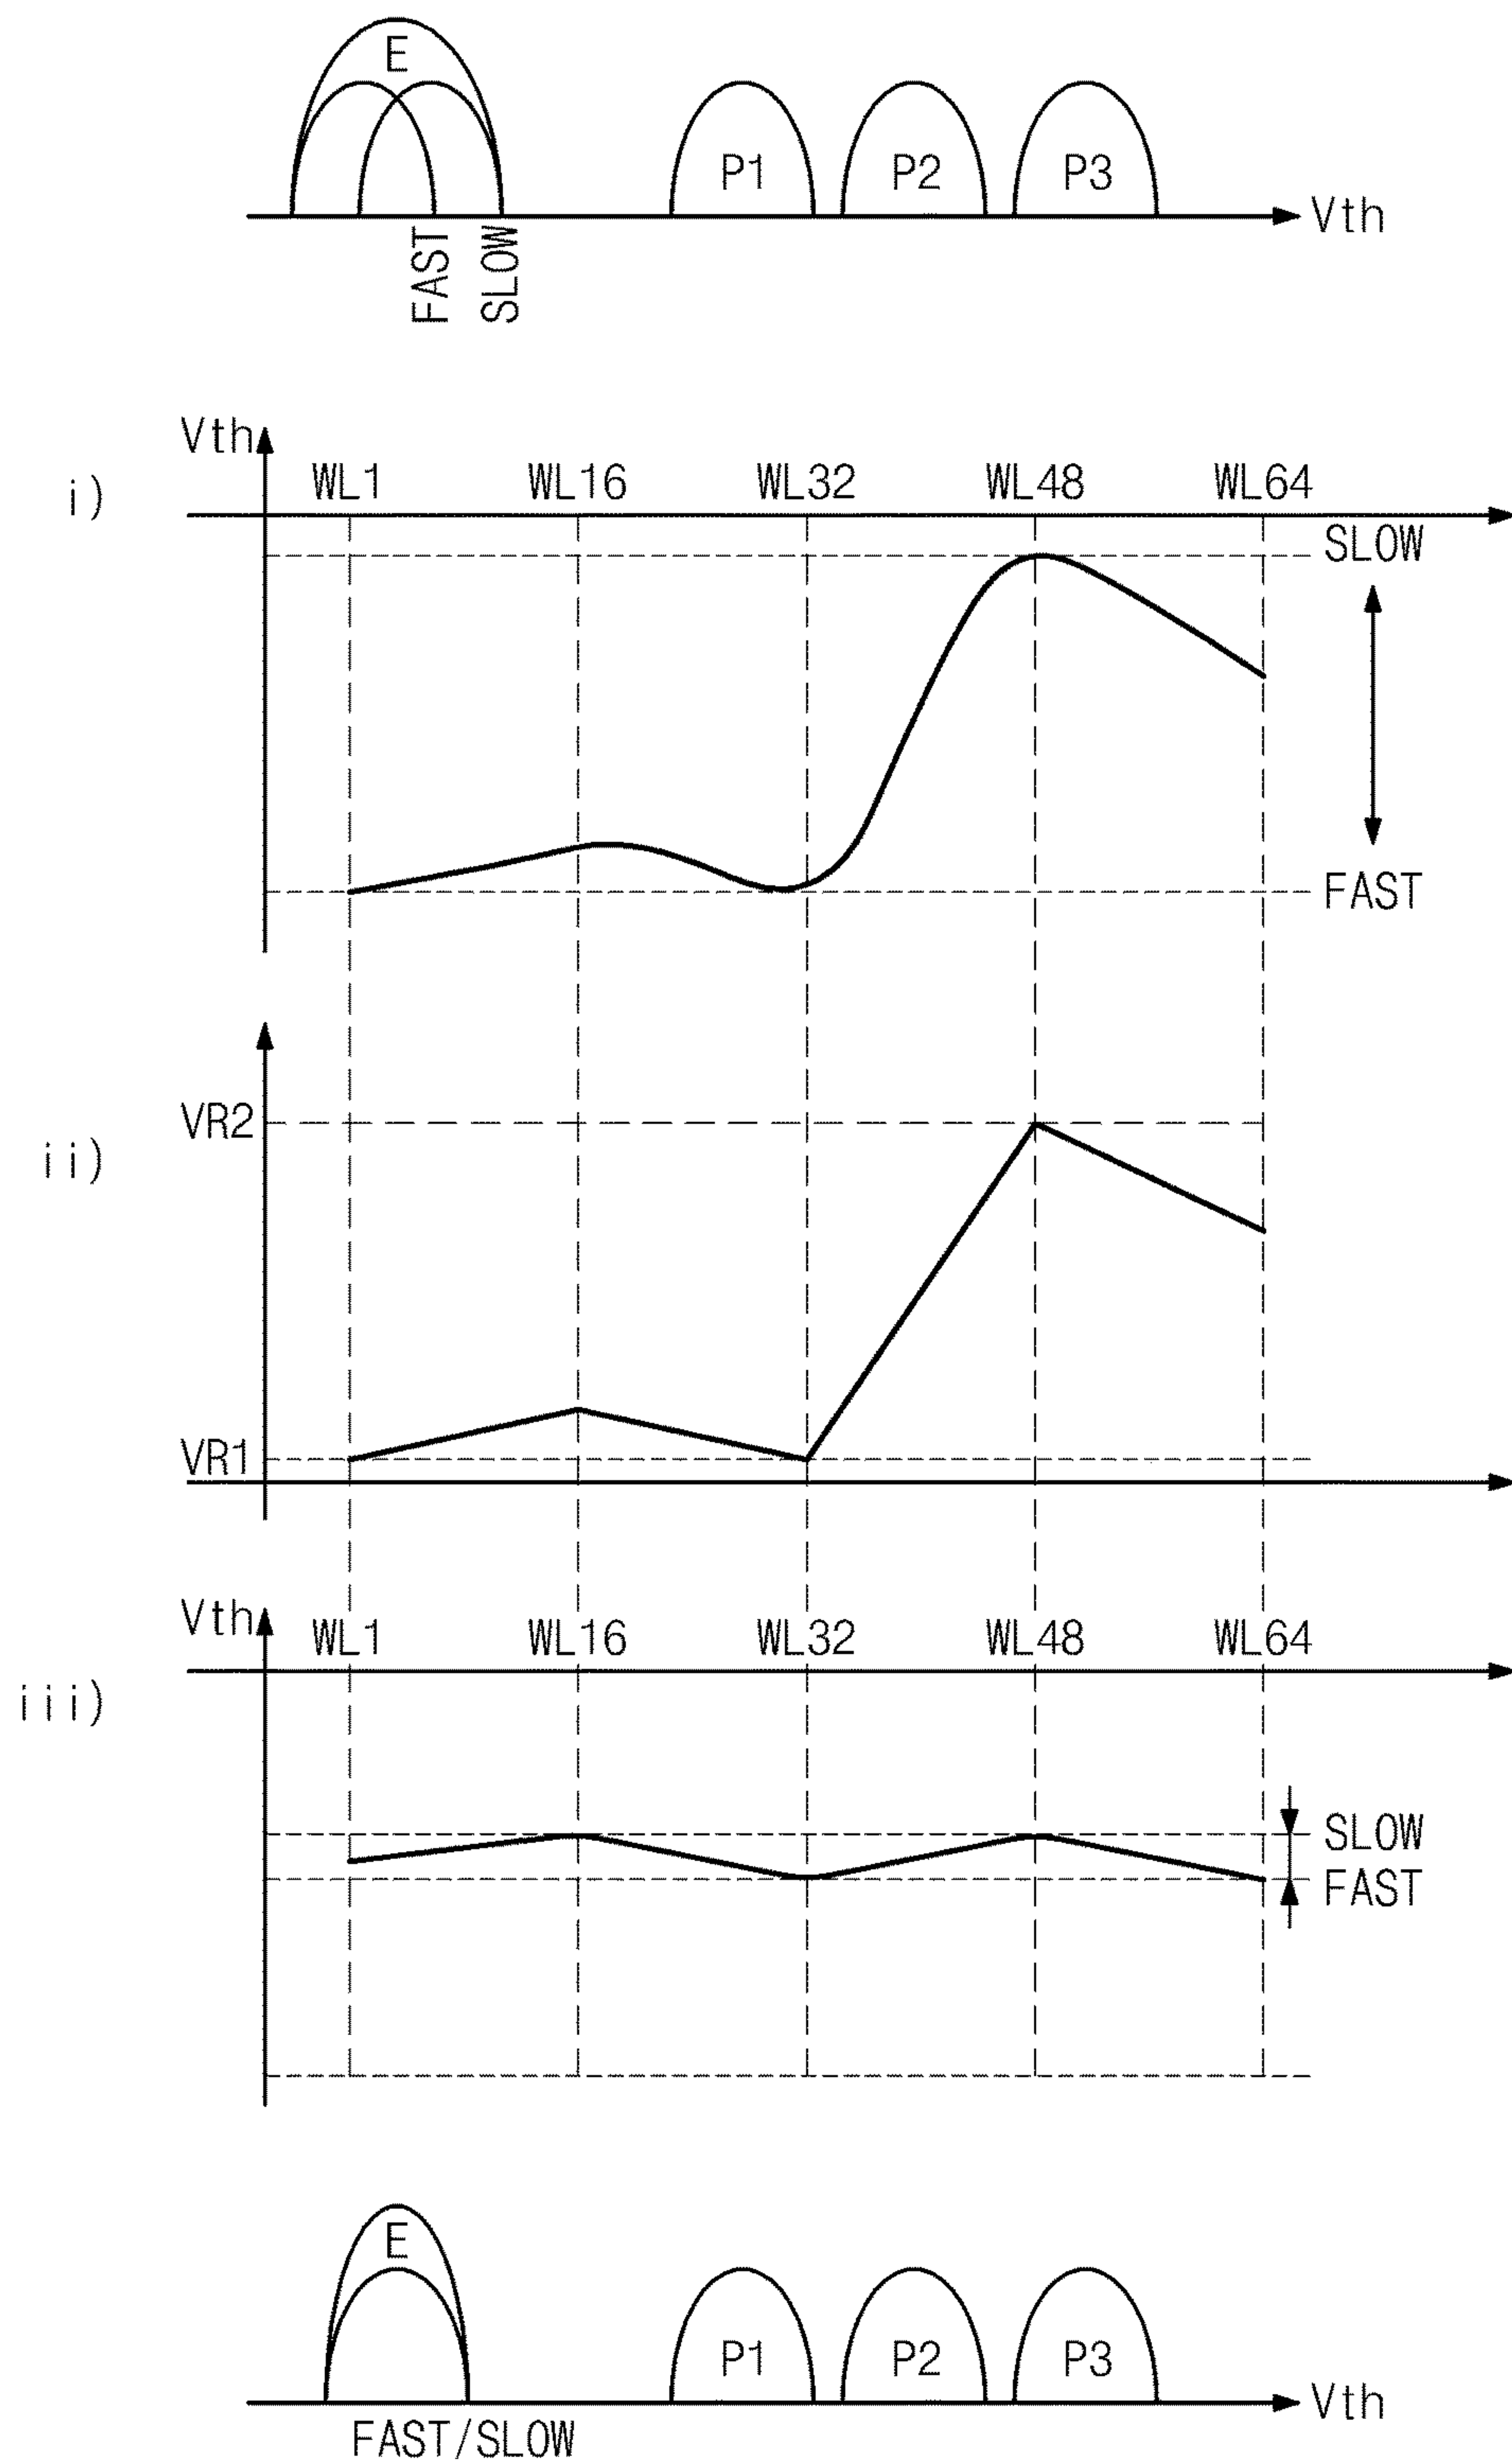 E
P1 P2 P3
Vth
FAST
SLOW
Vth
i)
WL1 WL16 WL32 WL48 WL64
SLOW
FAST
ii)
VR2
VR1
Vth
iii)
WL1 WL16 WL32 WL48 WL64
SLOW
FAST
E
P1 P2 P3
Vth
FAST/SLOW